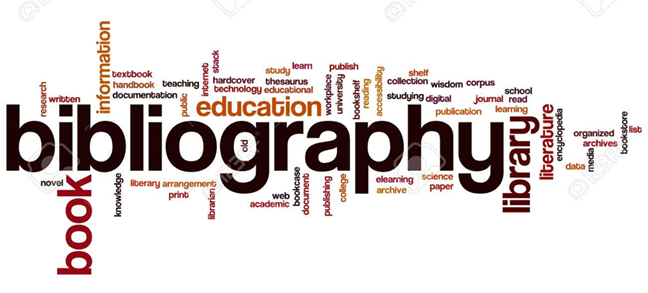 information
research
written
textbook
handbook
documentation
teaching
public
internet
stack
hardcover
technology
learn
study
thesaurus
educational
education
publish
workplace
university
bookshelf
reading
accessibility
shelf
collection
wisdom
corpus
studying
digital
journal
school
read
publication
learning
bibliography
old
library
literature
encyclopedia
bookstore
list
organized
archives
media
data
novel
book
knowledge
literary
arrangement
print
librarian
web
academic
bookcase
document
publishing
college
elearning
archive
science
paper
123RF